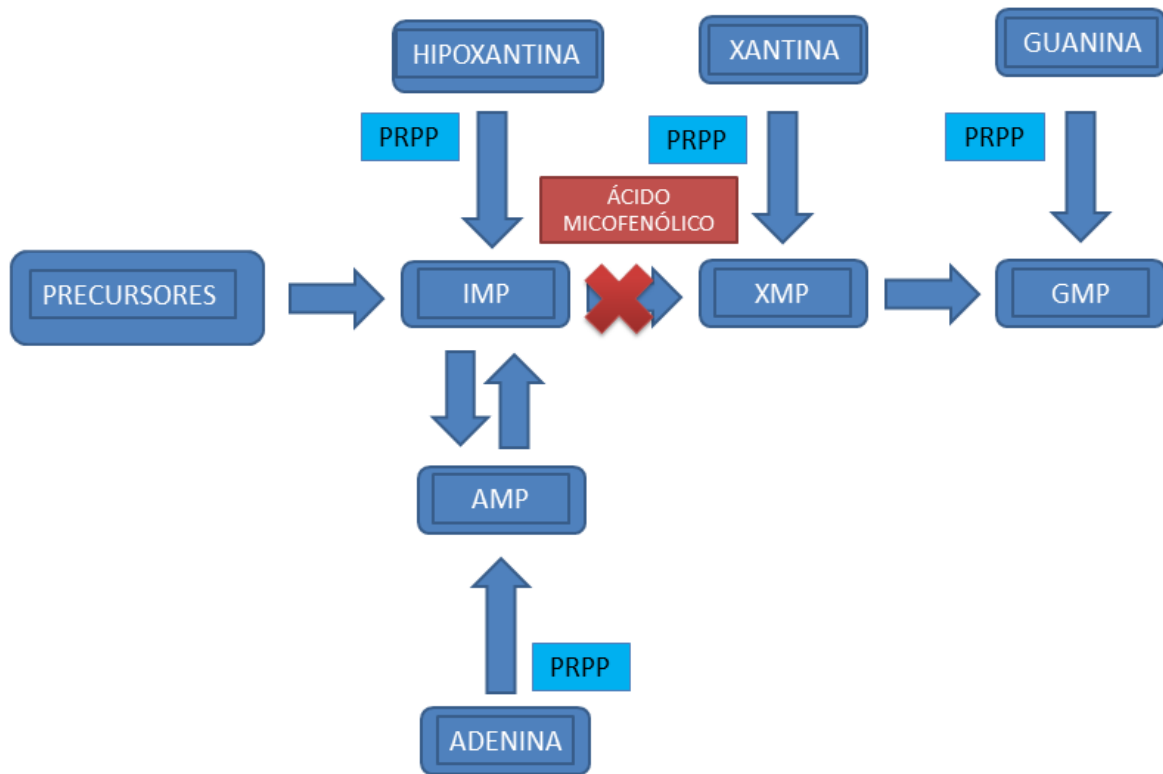 HIPOXANTINA
XANTINA
GUANINA
PRPP
PRPP
PRPP
ÁCIDO
MICOFENÓLICO
PRECURSORES
IMP
XMP
GMP
AMP
PRPP
ADENINA